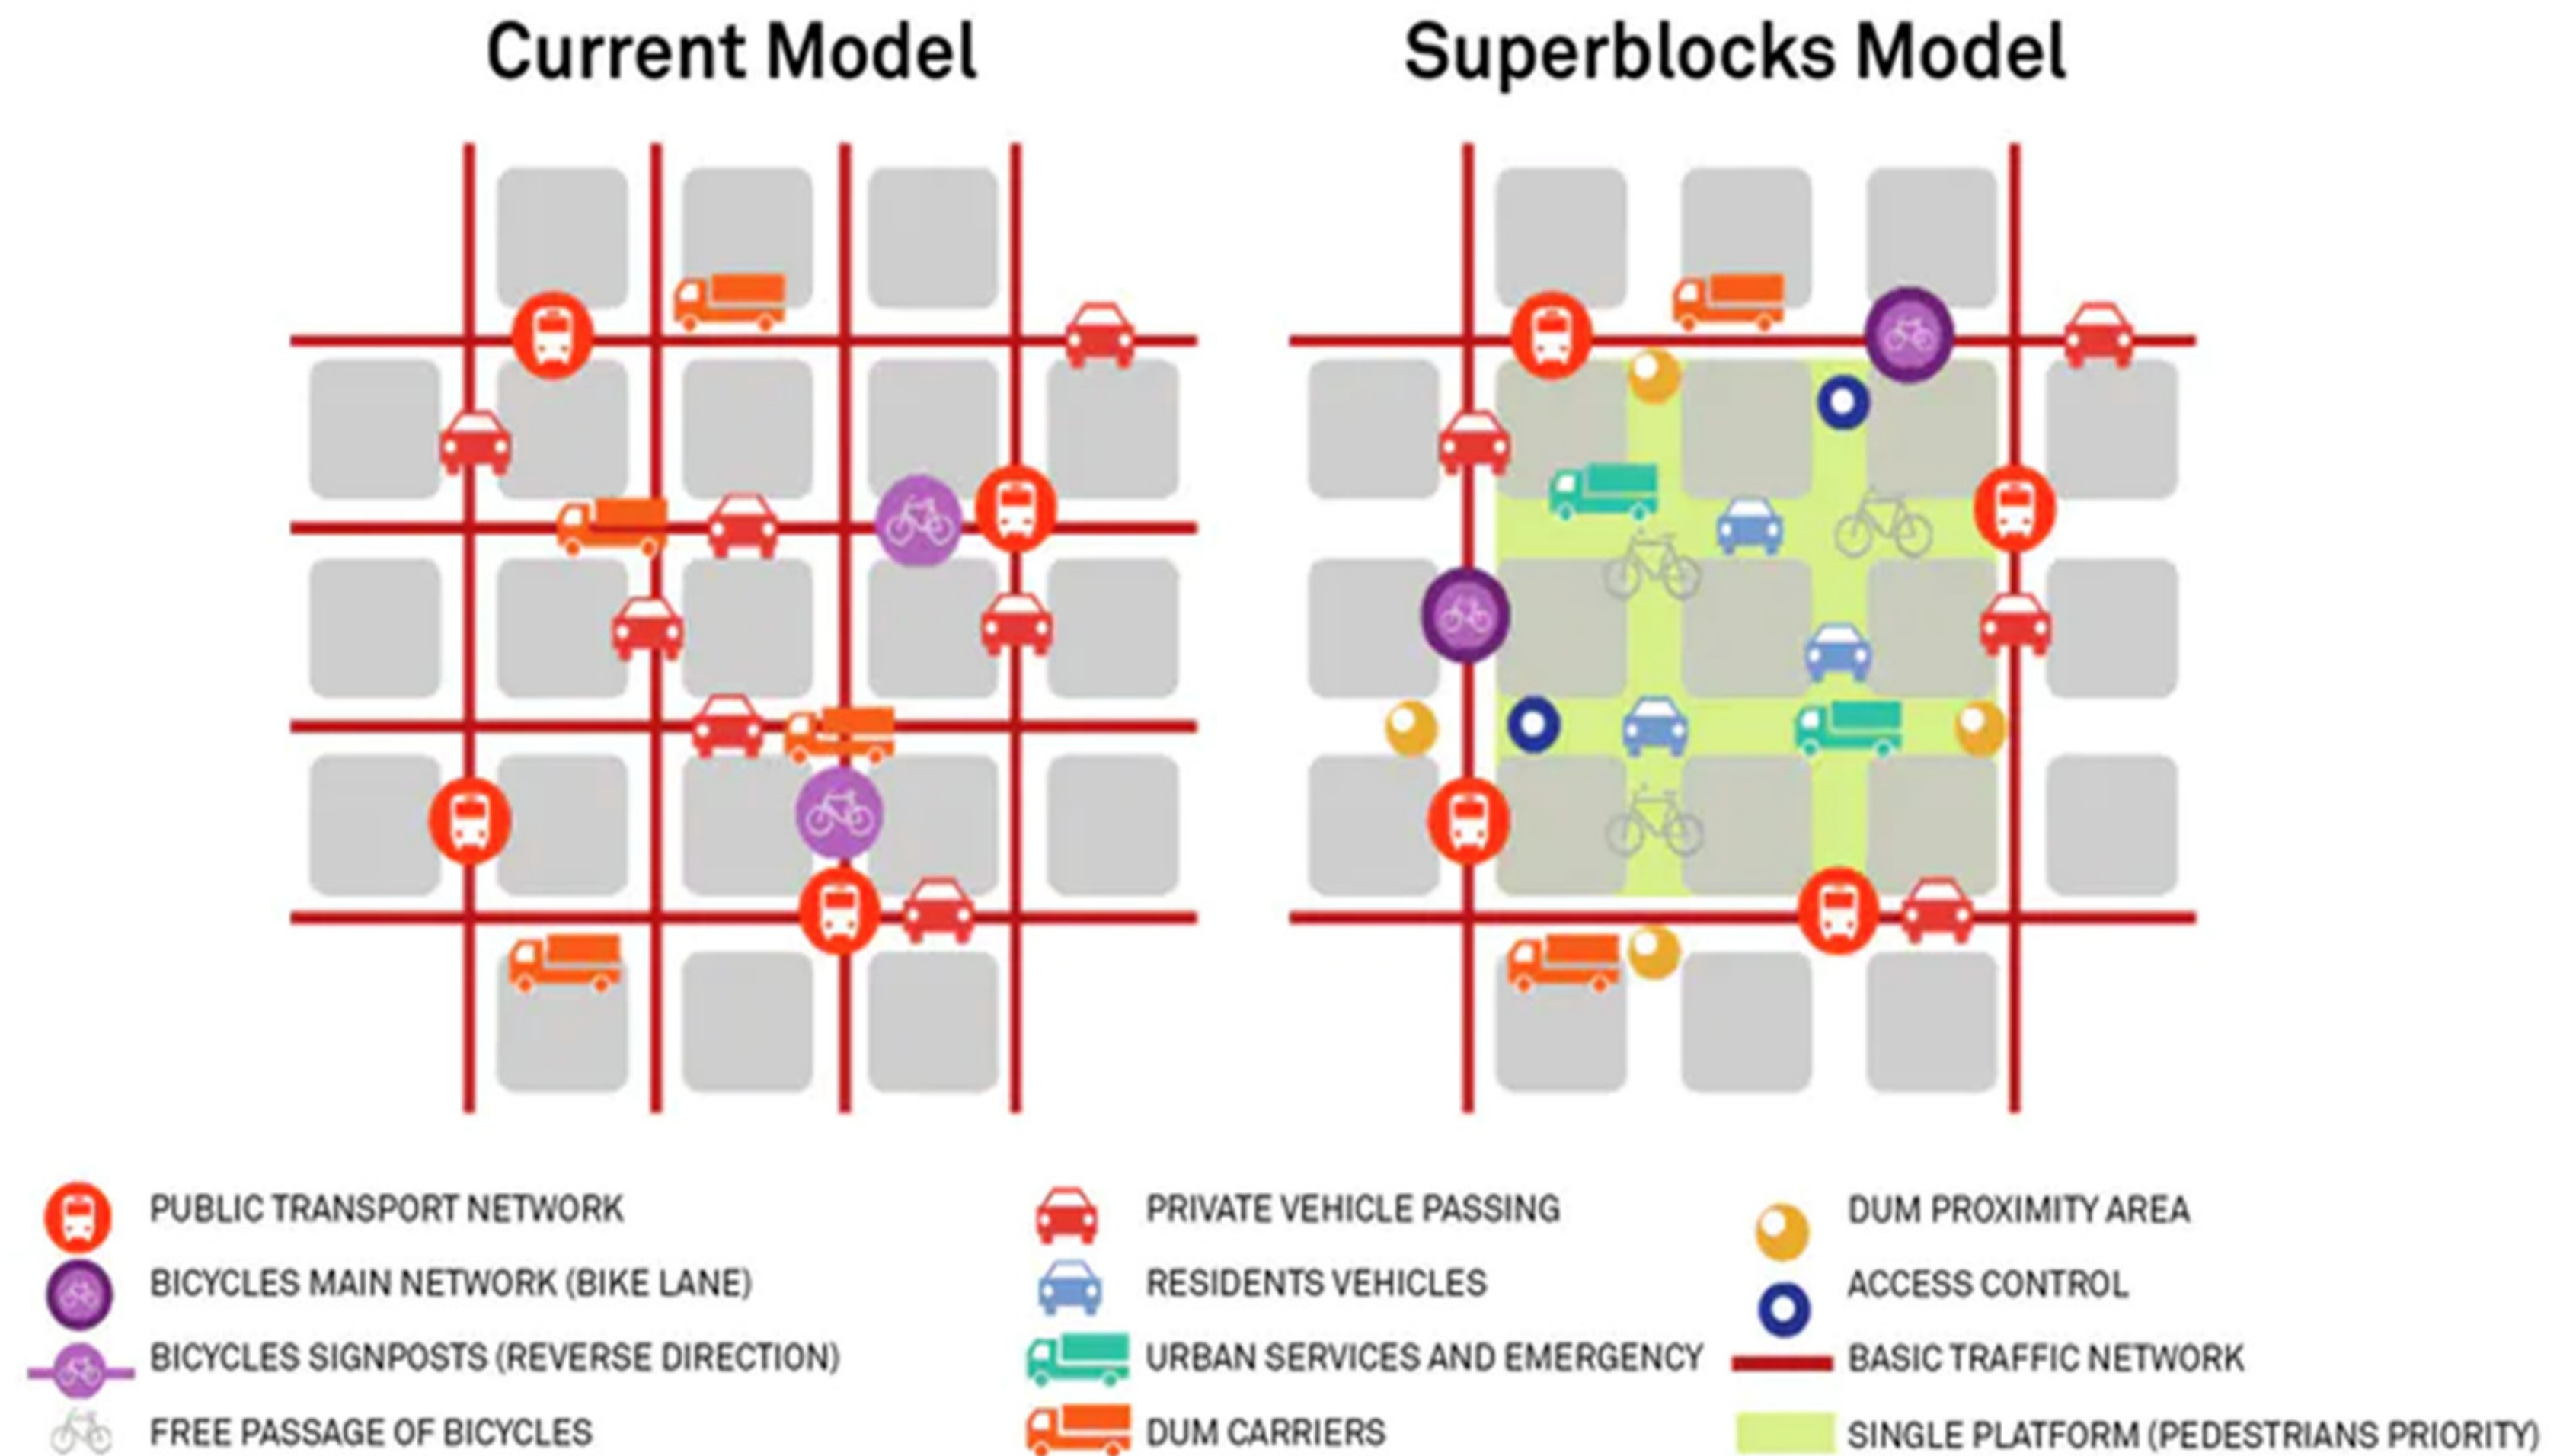 Current Model
Superblocks Model
PUBLIC TRANSPORT NETWORK
BICYCLES MAIN NETWORK (BIKE LANE)
BICYCLES SIGNPOSTS (REVERSE DIRECTION)
FREE PASSAGE OF BICYCLES
PRIVATE VEHICLE PASSING
RESIDENTS VEHICLES
URBAN SERVICES AND EMERGENCY
DUM CARRIERS
DUM PROXIMITY AREA
ACCESS CONTROL
BASIC TRAFFIC NETWORK
SINGLE PLATFORM (PEDESTRIANS PRIORITY)